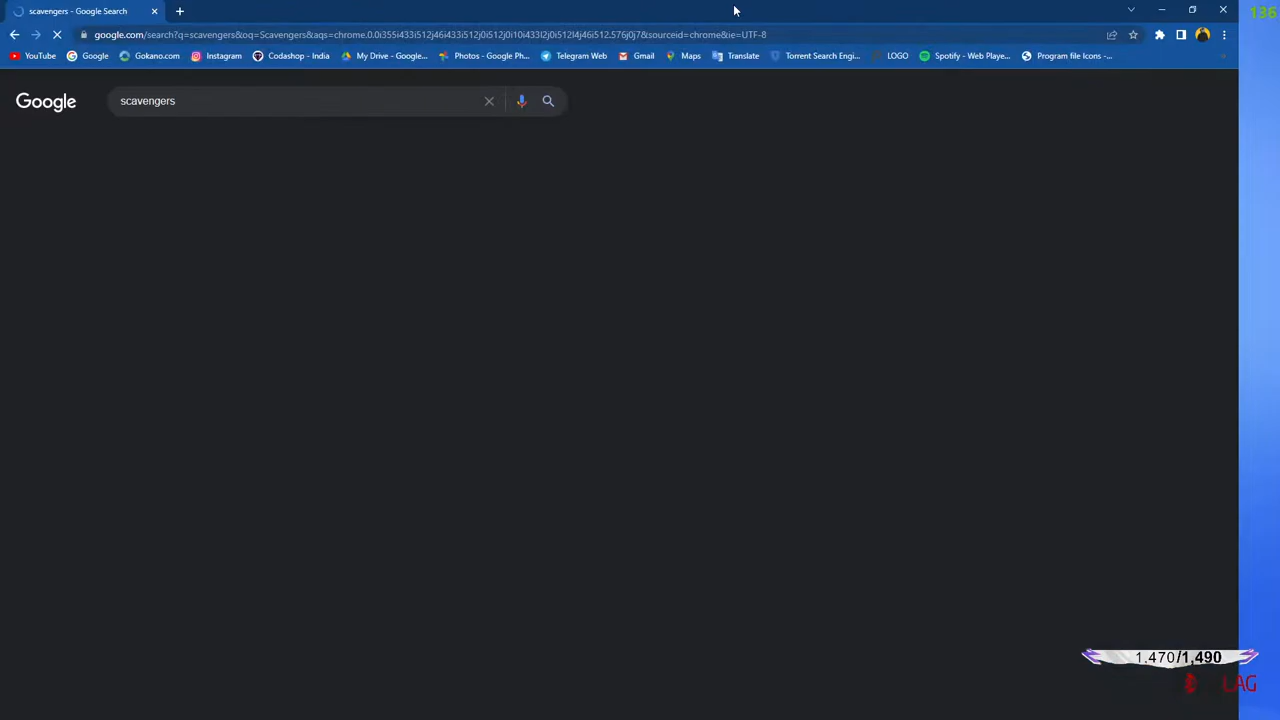 scavengers - Google Search
136
google.com/search?q=scavengers&oq=Scavengers&aqs=chrome.0.0i355i433i512j46i433i512j0i512j0i10i433l2j0i512l4j46i512.576j0j7&sourceid=chrome&ie=UTF-8
YouTube Google Gokano.com Instagram Codashop - India My Drive - Google... Photos - Google Ph... Telegram Web Gmail Maps Translate Torrent Search Engi... LOGO Spotify - Web Playe... Program file Icons -...
Google scavengers
1.470/1,490
LAG